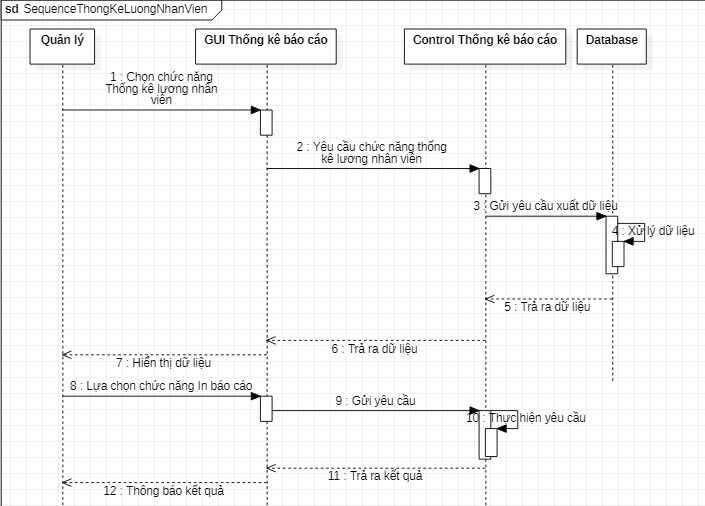 sd SequenceThongKeLuongNhanVien
Quản lý
GUI Thống kê báo cáo
Control Thống kê báo cáo
Database
1 : Chọn chức năng
Thống kê lương nhân
viên
2 : Yêu cầu chức năng thống
kê lương nhân viên
3 : Gửi yêu cầu xuất dữ liệu
4 : Xử lý dữ liệu
5 : Trả ra dữ liệu
6 : Trả ra dữ liệu
7 : Hiển thị dữ liệu
8 : Lựa chọn chức năng In báo cáo
9 : Gửi yêu cầu
10 : Thực hiện yêu cầu
11 : Trả ra kết quả
12 : Thông báo kết quả